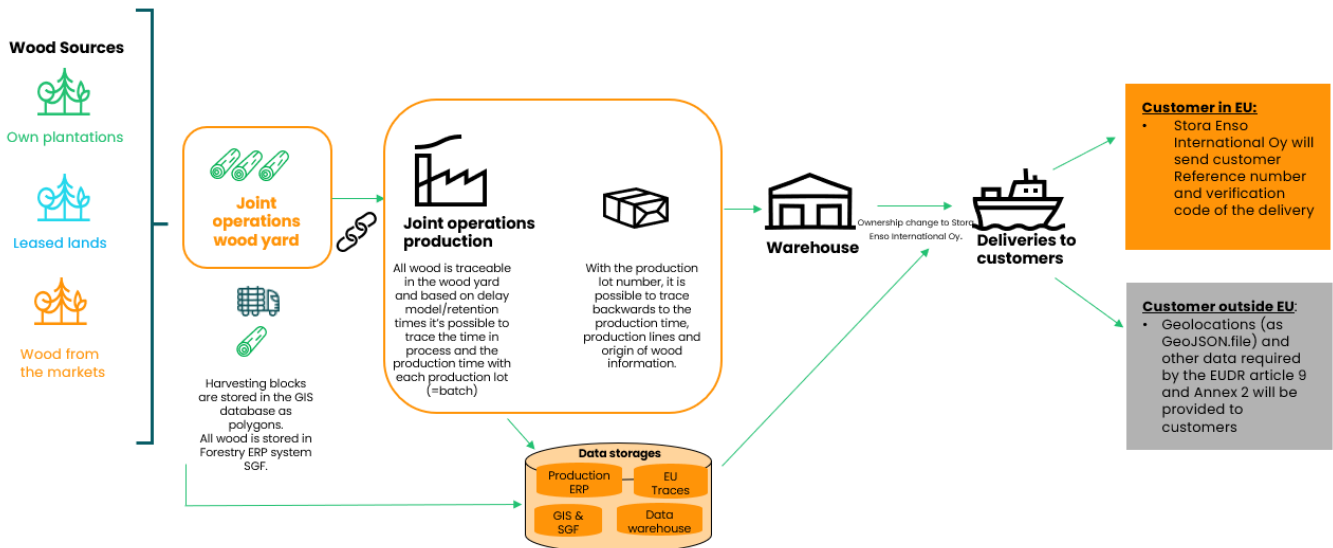 Wood Sources
Own plantations
Leased lands
Wood from
the markets
Joint
operations
wood yard
Harvesting blocks
are stored in the GIS
database as
polygons.
All wood is stored in
Forestry ERP system
SGF.
Joint operations
production
All wood is traceable
in the wood yard
and based on delay
model/retention
times it's possible to
trace the time in
process and the
production time with
each production lot
(=batch)
With the production
lot number, it is
possible to trace
backwards to the
production time,
production lines and
origin of wood
information.
Data storages
Production
ERP
EU
Traces
GIS &
SGF
Data
warehouse
Warehouse
Ownership change to Stora
Enso International Oy.
Deliveries to
customers
Customer in EU:
• Stora Enso
International Oy will
send customer
Reference number
and verification
code of the delivery
Customer outside EU:
• Geolocations (as
GeoJSON.file) and
other data required
by the EUDR article 9
and Annex 2 will be
provided to
customers